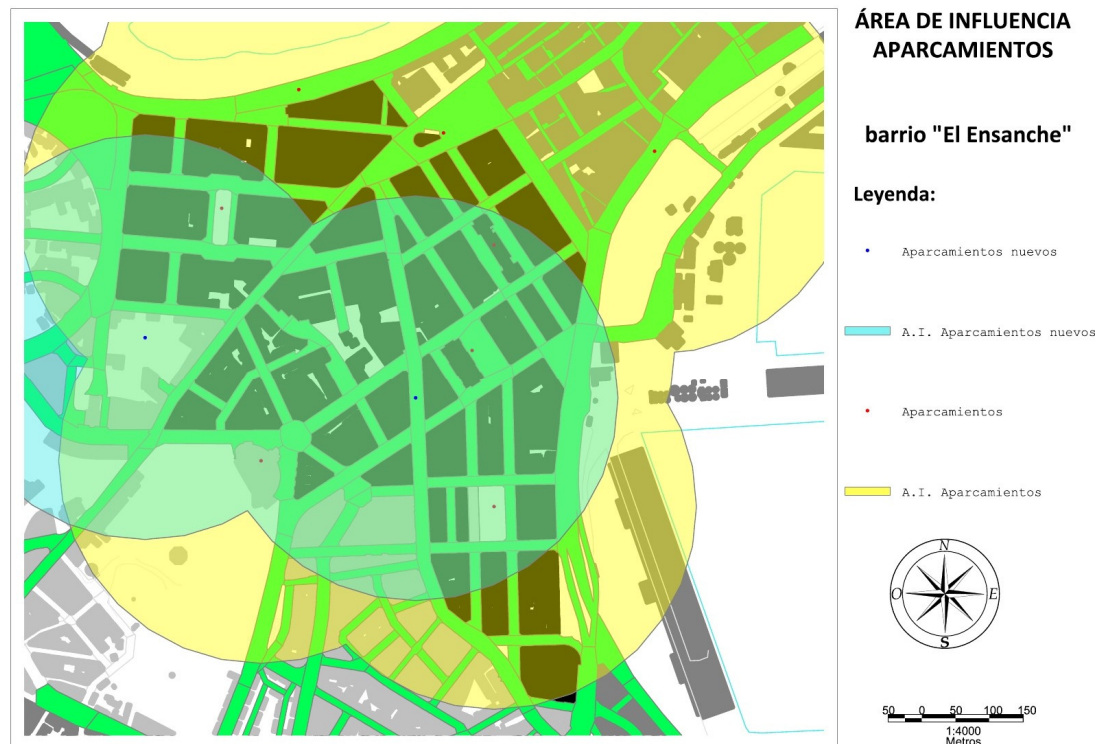 ÁREA DE INFLUENCIA
APARCAMIENTOS
barrio "El Ensanche"
Leyenda:
Aparcamientos nuevos
A.I. Aparcamientos nuevos
Aparcamientos
A.I. Aparcamientos
N
O E
S
50 0 50 100 150
1:4000
Metros